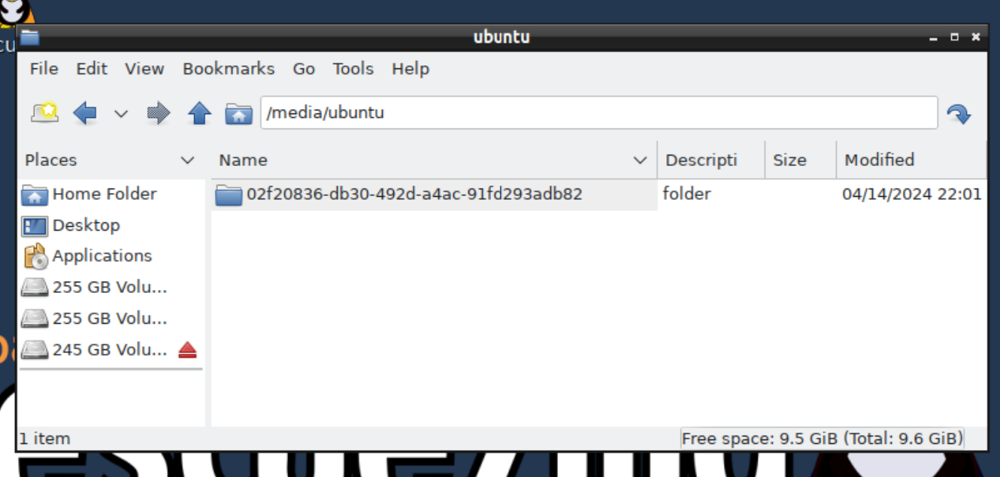 cu
ubuntu
File Edit View Bookmarks Go Tools Help
/media/ubuntu
Places Name Descripti Size Modified
Home Folder 02f20836-db30-492d-a4ac-91fd293adb82 folder 04/14/2024 22:01
Desktop
Applications
255 GB Volu...
255 GB Volu...
245 GB Volu...
1 item Free space: 9.5 GiB (Total: 9.6 GiB)